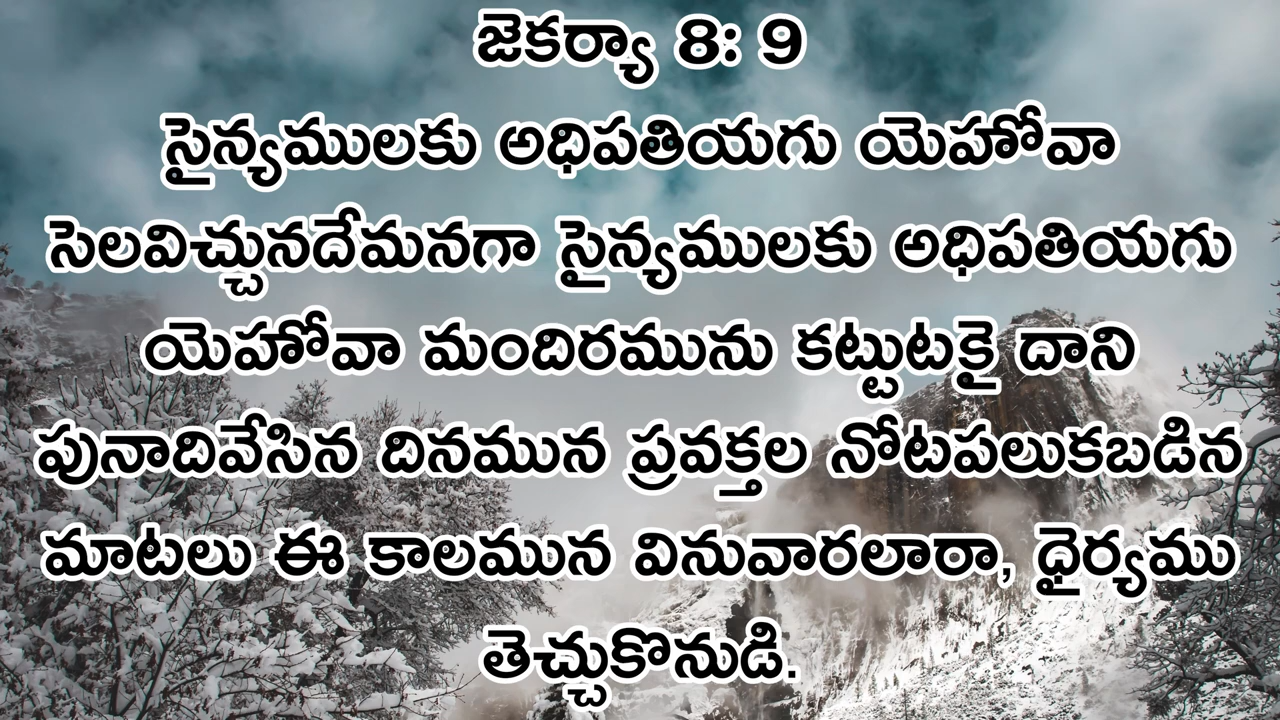 జెకర్యా 8: 9
సైన్యములకు అధిపతియగు యెహోవా
సెలవిచ్చునదేమనగా సైన్యములకు అధిపతియగు
యెహోవా మందిరమును కట్టుటకై దాని
పునాదివేసిన దినమున ప్రవక్తల నోటపలుకబడిన
మాటలు ఈ కాలమున వినువారలారా, ధైర్యము
తెచ్చుకొనుడి.